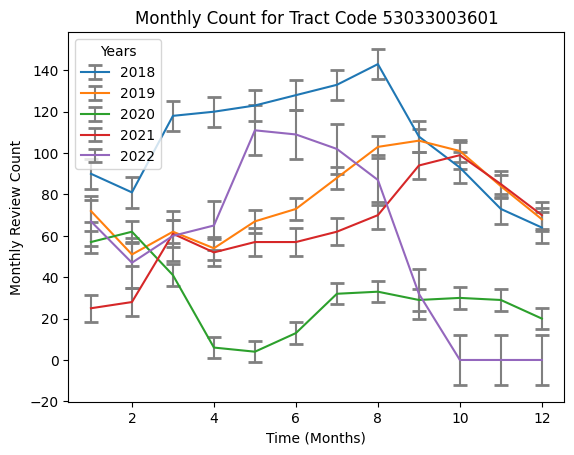 Monthly Count for Tract Code 53033003601
Years
2018
2019
2020
2021
2022
Monthly Review Count
140
120
100
80
60
40
20
0
−20
2 4 6 8 10 12
Time (Months)